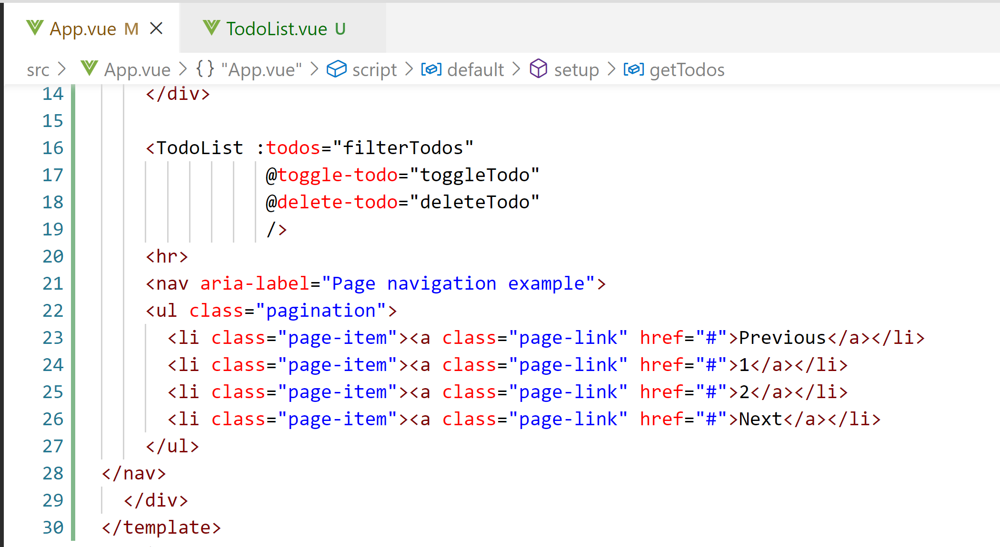 App.vue M
TodoList.vue U
src > App.vue > {} "App.vue" > script > default > setup > getTodos
14 </div>
15
16 <TodoList :todos="filterTodos"
17 @toggle-todo="toggleTodo"
18 @delete-todo="deleteTodo"
19 />
20 <hr>
21 <nav aria-label="Page navigation example">
22 <ul class="pagination">
23 <li class="page-item"><a class="page-link" href="#">Previous</a></li>
24 <li class="page-item"><a class="page-link" href="#">1</a></li>
25 <li class="page-item"><a class="page-link" href="#">2</a></li>
26 <li class="page-item"><a class="page-link" href="#">Next</a></li>
27 </ul>
28 </nav>
29 </div>
30 </template>